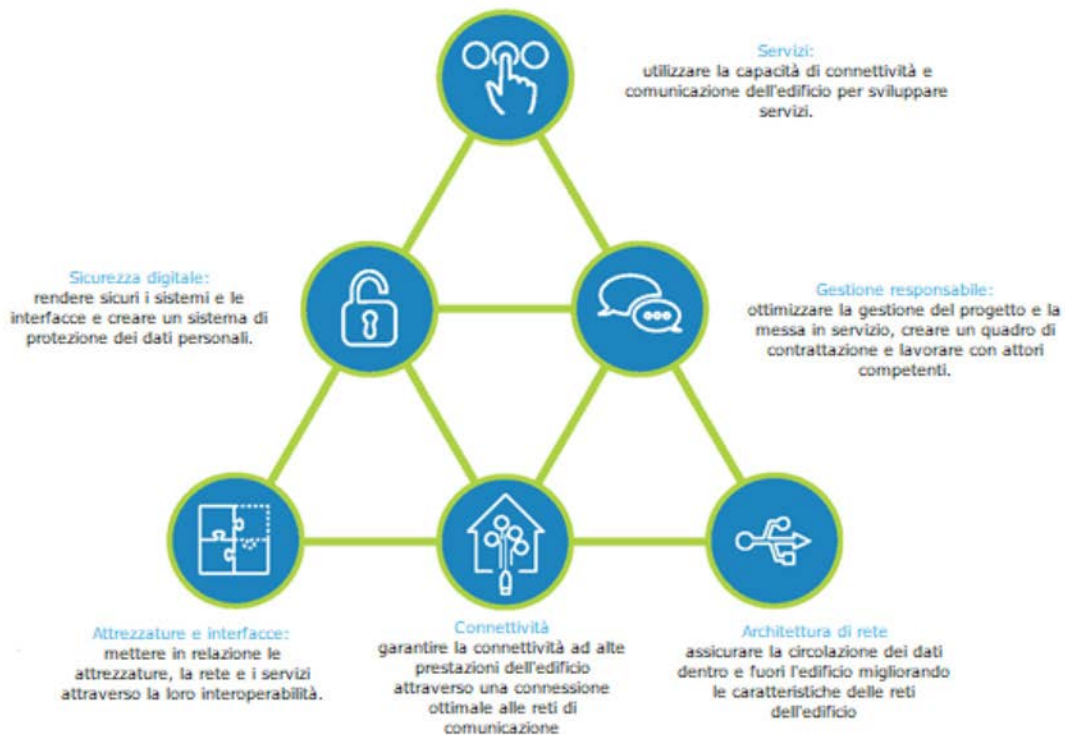 Servizi:
utilizzare la capacità di connettività e
comunicazione dell'edificio per sviluppare
servizi.
Sicurezza digitale:
rendere sicuri i sistemi e le
interfacce e creare un sistema di
protezione dei dati personali.
Gestione responsabile:
ottimizzare la gestione del progetto e la
messa in servizio, creare un quadro di
contrattazione e lavorare con attori
competenti.
Attrezzature e interfacce:
mettere in relazione le
attrezzature, la rete e i servizi
attraverso la loro interoperabilità.
Connettività
garantire la connettività ad alte
prestazioni dell'edificio
attraverso una connessione
ottimale alle reti di
comunicazione
Architettura di rete
assicurare la circolazione dei dati
dentro e fuori l'edificio migliorando
le caratteristiche delle reti
dell'edificio